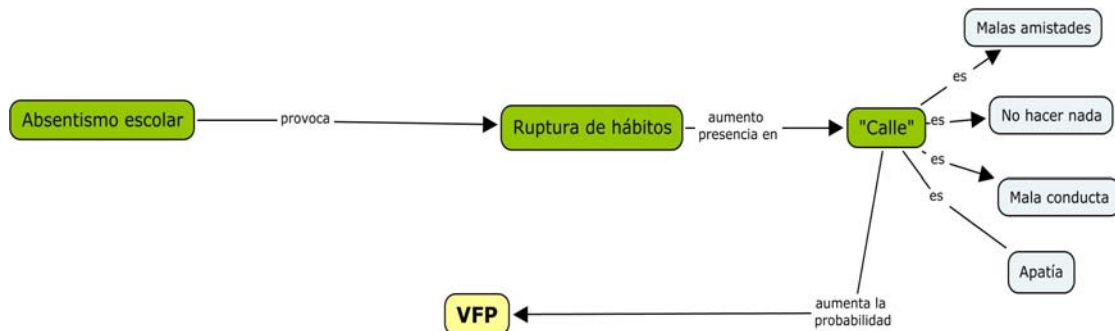 Absentismo escolar
provoca
Ruptura de hábitos
aumento
presencia en
"Calle"
es
Malas amistades
es
No hacer nada
es
Mala conducta
es
Apatía
aumenta la
probabilidad
VFP